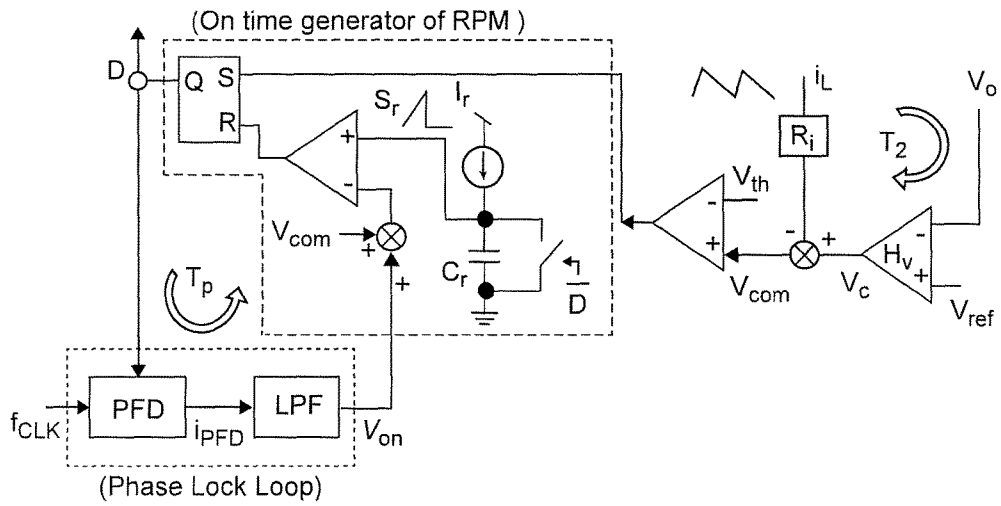 (On time generator of RPM )
D
Q
S
R
S_r
I_r
+
-
V_com
+
+
C_r
1/D
T_p
f_CLK
PFD
i_PFD
LPF
V_on
(Phase Lock Loop)
i_L
R_i
V_o
T_2
V_th
-
+
V_com
-
+
V_c
H_v
-
+
V_ref